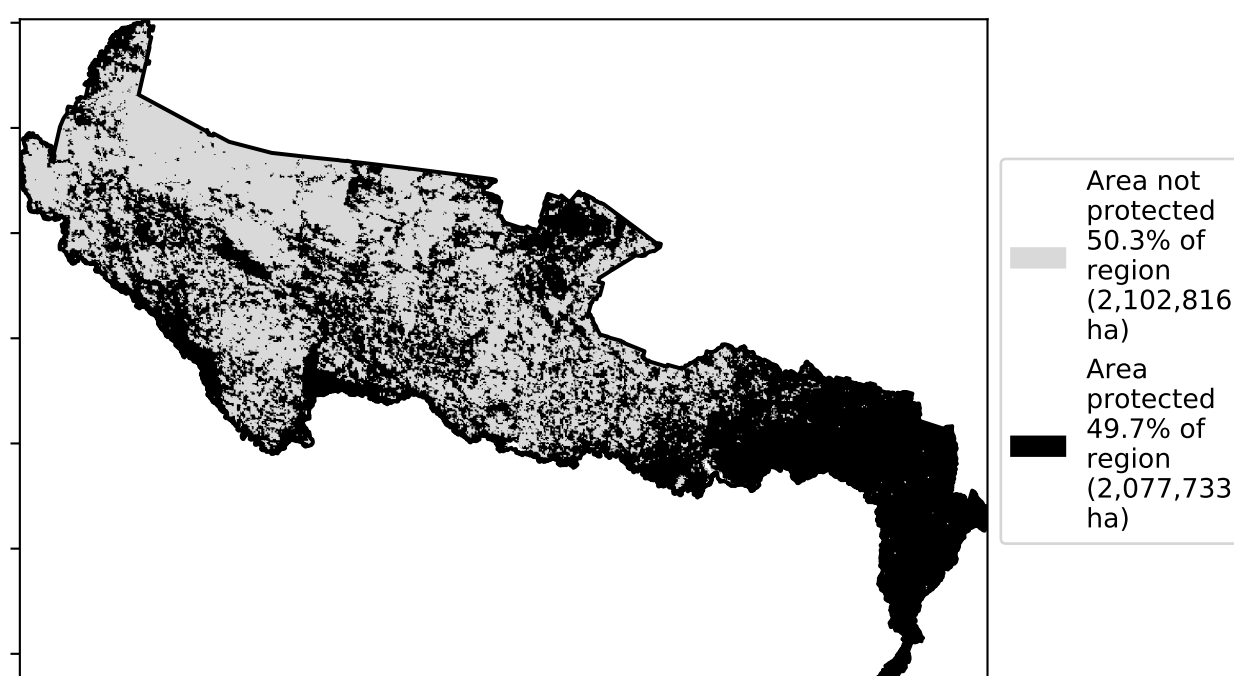 Area not
protected
50.3% of
region
(2,102,816
ha)
Area
protected
49.7% of
region
(2,077,733
ha)